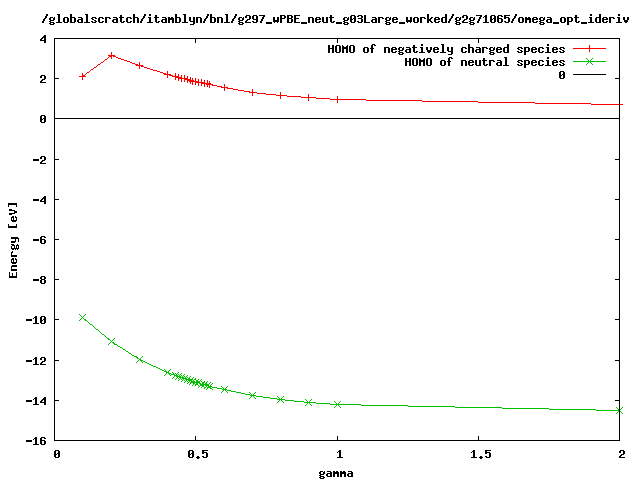 /globalscratch/itamblyn/bnl/g297_wPBE_neut_g03Large_worked/g2g71065/omega_opt_ideriv
HOMO of negatively charged species
HOMO of neutral species
0
4
2
0
-2
-4
-6
-8
-10
-12
-14
-16
Energy [eV]
0 0.5 1 1.5 2
gamma